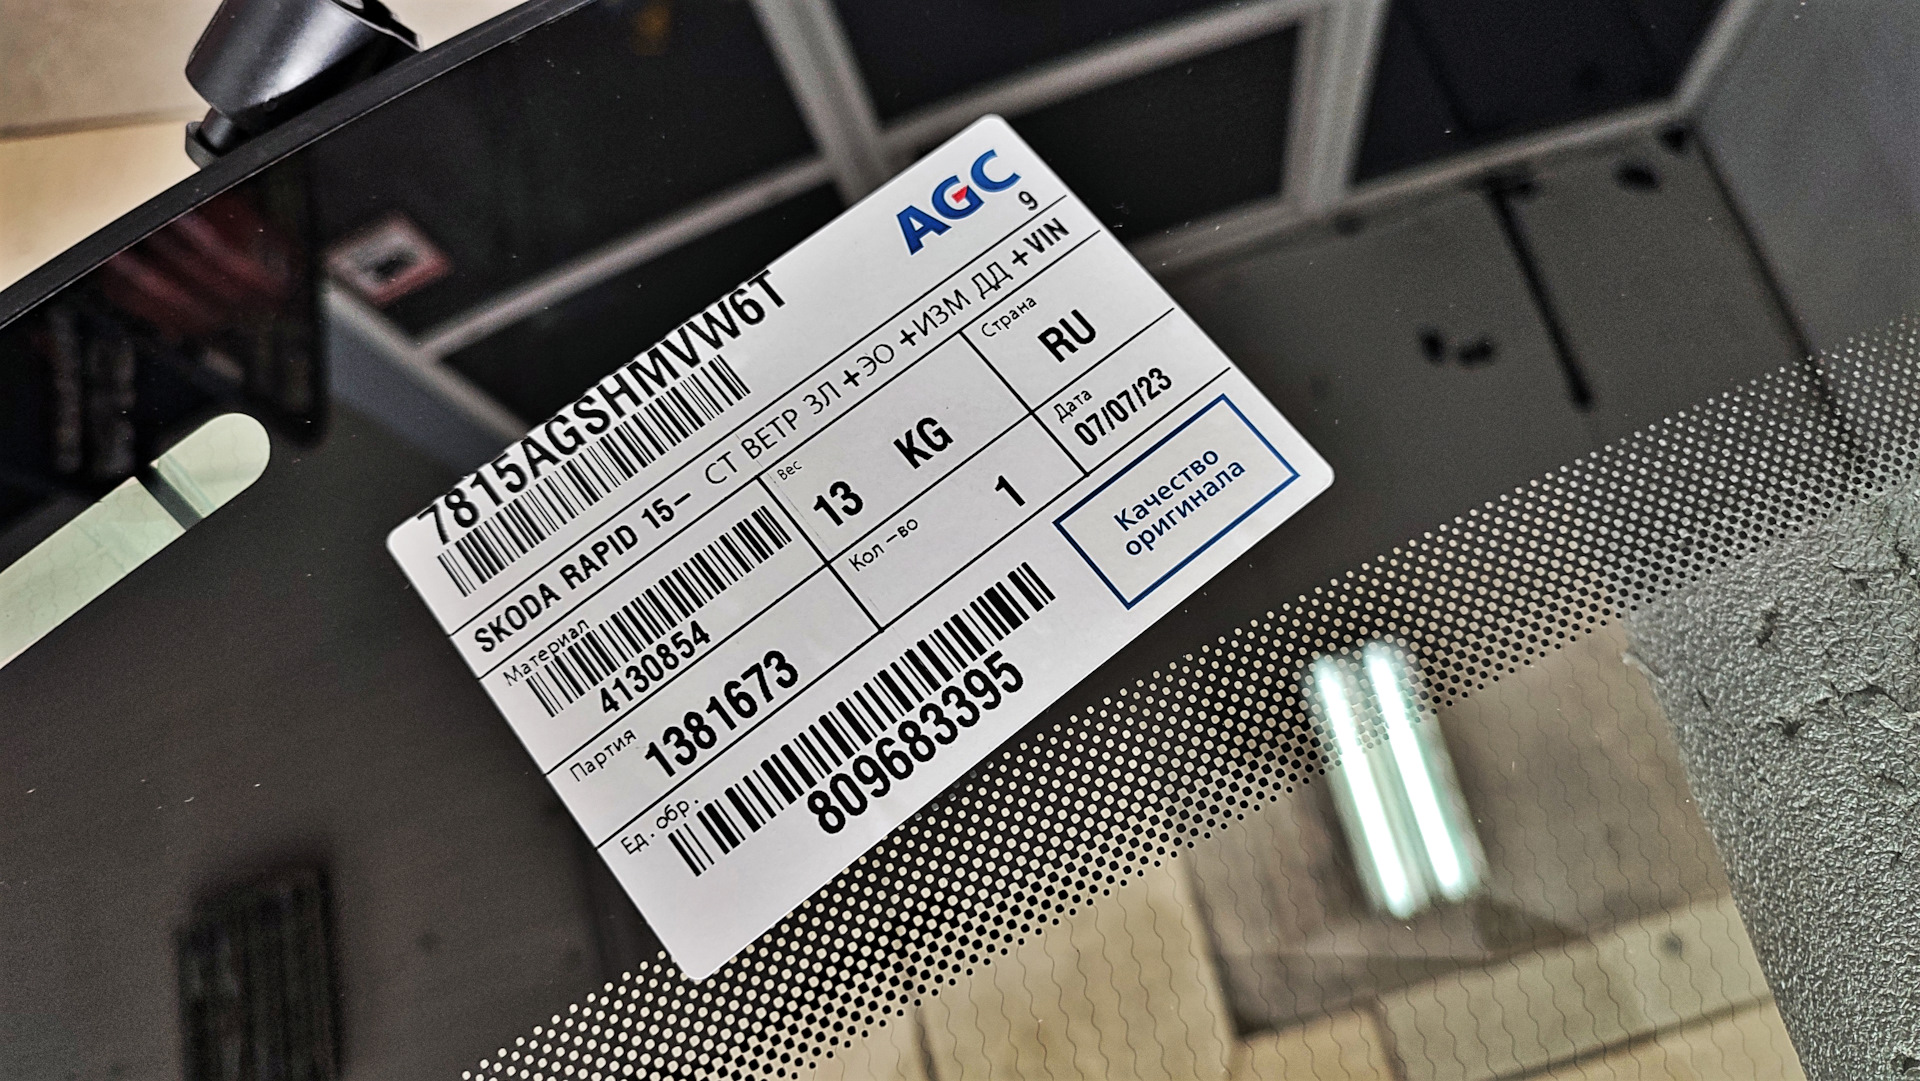 AGC
9
7815AGSHMVW6T
SKODA RAPID 15- СТ ВЕТР ЗЛ +ЭО +ИЗМ ДД +VIN
Материал
4130854
Вес
13 KG
Страна
RU
Партия
1381673
Кол -во
1
Дата
07/07/23
Ед. обр.
809683395
Качество
оригинала